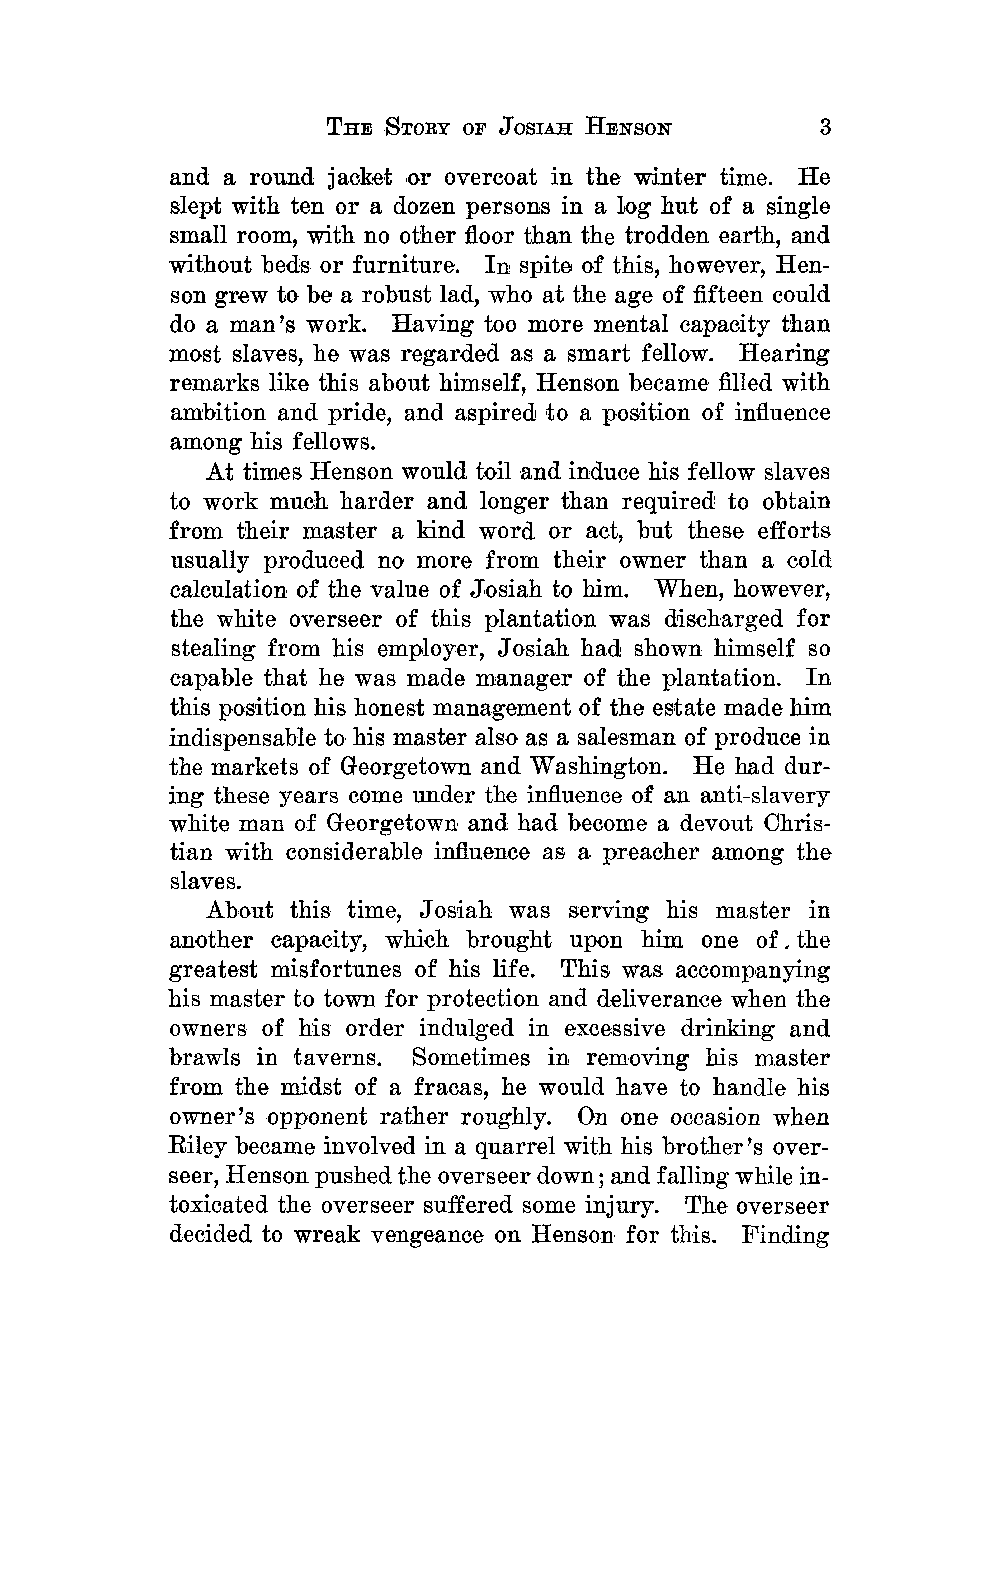 The Story of Josiah Henson 3
and a round jacket or overcoat in the winter time. He
slept with ten or a dozen persons in a log hut of a single
small room, with no other floor than the trodden earth, and
without beds or furniture. In spite of this, however, Hen-
son grew to be a robust lad, who at the age of fifteen could
do a man's work. Having too more mental capacity than
most slaves, he was regarded as a smart fellow. Hearing
remarks like this about himself, Henson became filled with
ambition and pride, and aspired to a position of influence
among his fellows.
At times Henson would toil and induce his fellow slaves
to work much harder and longer than required to obtain
from their master a kind word or act, but these efforts
usually produced no more from their owner than a cold
calculation of the value of Josiah to him. When, however,
the white overseer of this plantation was discharged for
stealing from his employer, Josiah had shown himself so
capable that he was made manager of the plantation. In
this position his honest management of the estate made him
indispensable to his master also as a salesman of produce in
the markets of Georgetown and Washington. He had dur-
ing these years come under the influence of an anti-slavery
white man of Georgetown and had become a devout Chris-
tian with considerable influence as a preacher among the
slaves.
About this time, Josiah was serving his master in
another capacity, which brought upon him one of the
greatest misfortunes of his life. This was accompanying
his master to town for protection and deliverance when the
owners of his order indulged in excessive drinking and
brawls in taverns. Sometimes in removing his master
from the midst of a fracas, he would have to handle his
owner's opponent rather roughly. On one occasion when
Riley became involved in a quarrel with his brother's over-
seer, Henson pushed the overseer down; and falling while in-
toxicated the overseer suffered some injury. The overseer
decided to wreak vengeance on Henson for this. Finding